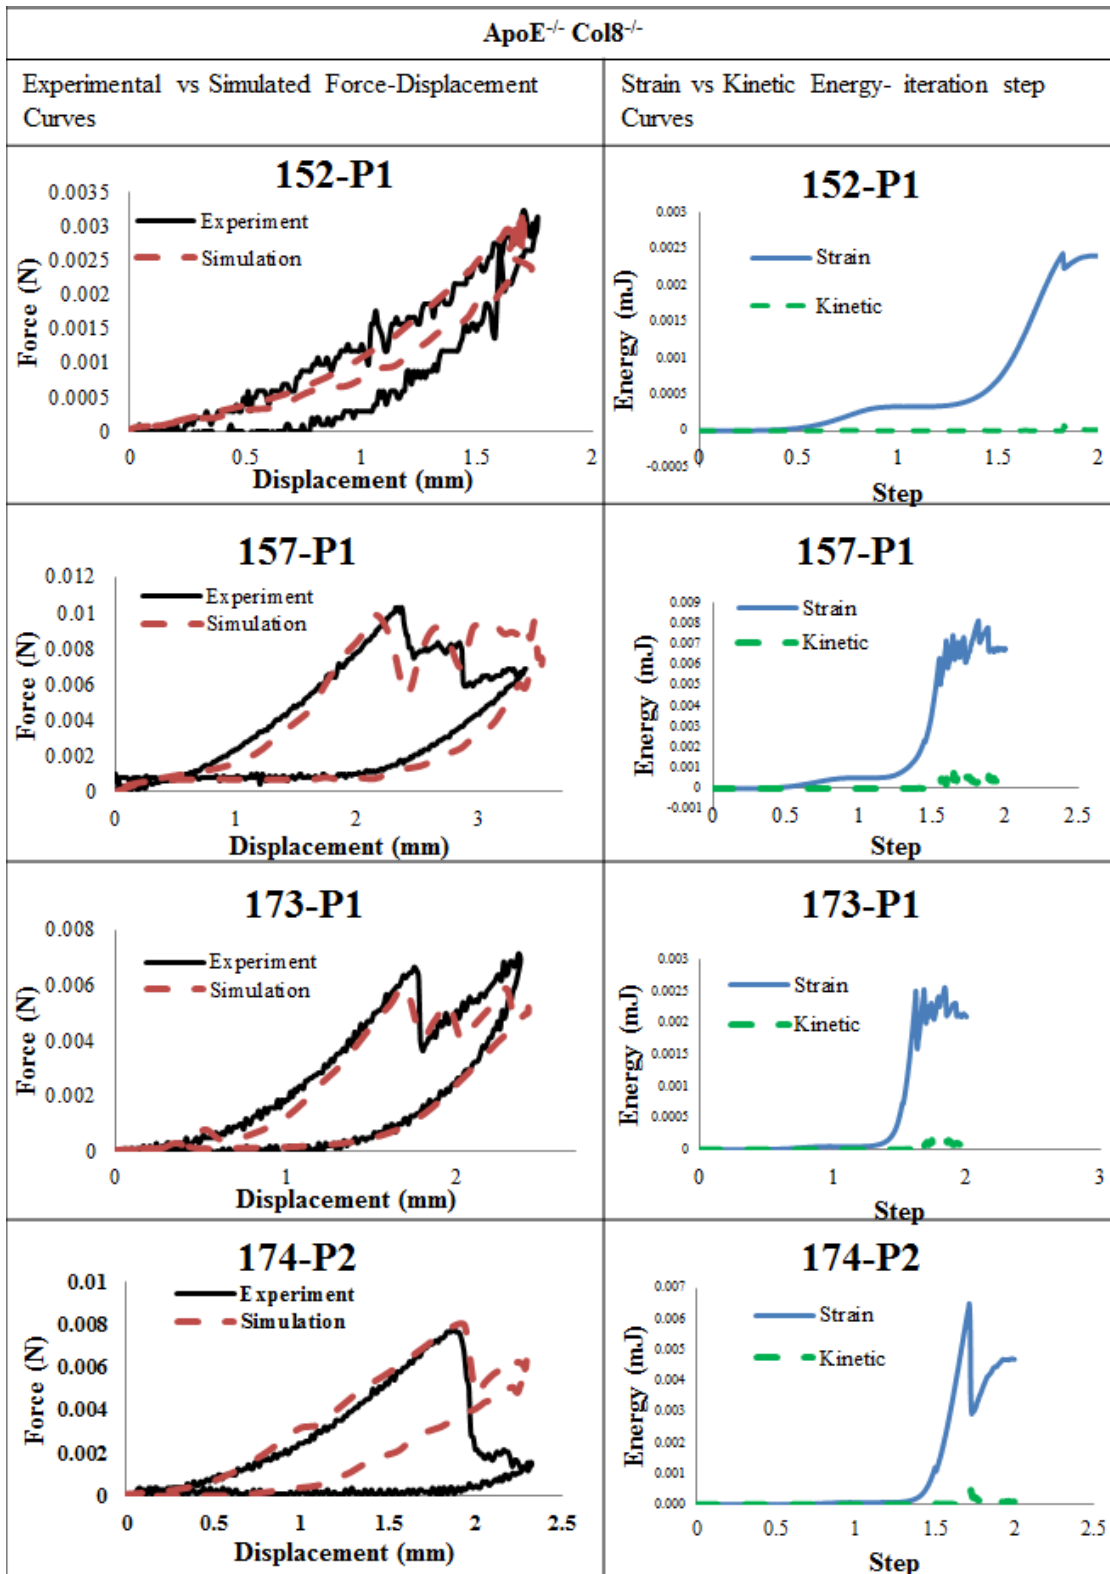 ApoE-/- Col8-/-
Experimental vs Simulated Force-Displacement
Curves
Strain vs Kinetic Energy- iteration step
Curves
152-P1
Force (N)
0.0035
0.003
0.0025
0.002
0.0015
0.001
0.0005
0
Experiment
Simulation
0.5
1
1.5
2
Displacement (mm)
152-P1
Energy (mJ)
0.003
0.0025
0.002
0.0015
0.001
0.0005
0
-0.0005
Strain
Kinetic
0
0.5
1
1.5
2
Step
157-P1
Force (N)
0.012
0.01
0.008
0.006
0.004
0.002
0
Experiment
Simulation
0
1
2
3
Displacement (mm)
157-P1
Energy (mJ)
0.009
0.008
0.007
0.006
0.005
0.004
0.003
0.002
0.001
0
-0.001
Strain
Kinetic
0
0.5
1
1.5
2
2.5
Step
173-P1
Force (N)
0.008
0.006
0.004
0.002
0
Experiment
Simulation
0
1
2
Displacement (mm)
173-P1
Energy (mJ)
0.003
0.0025
0.002
0.0015
0.001
0.0005
0
Strain
Kinetic
0
1
2
3
Step
174-P2
Force (N)
0.01
0.008
0.006
0.004
0.002
0
Experiment
Simulation
0
0.5
1
1.5
2
2.5
Displacement (mm)
174-P2
Energy (mJ)
0.007
0.006
0.005
0.004
0.003
0.002
0.001
0.000
Strain
Kinetic
0
0.5
1
1.5
2
Step